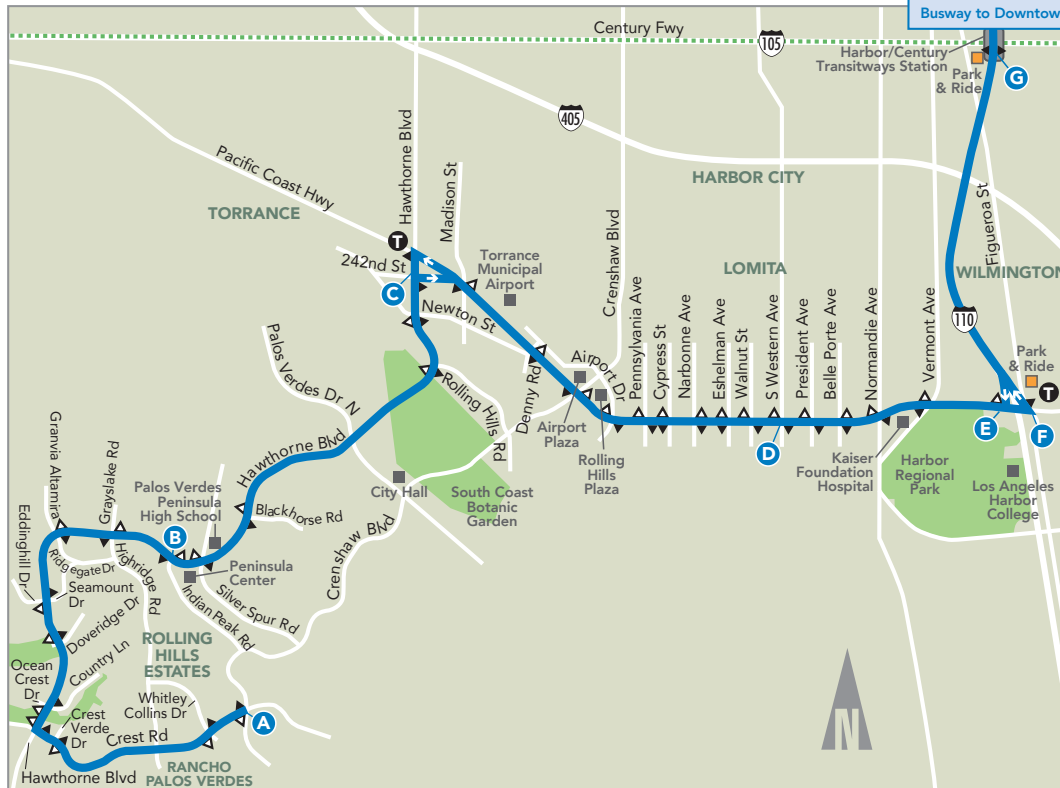 Busway to Downtow
Century Fwy
105
Harbor/Century
Transitways Station
Park
& Ride
G
405
Hawthorne Blvd
Pacific Coast Hwy
Madison St
HARBOR CITY
TORRANCE
T
242nd St
C
Torrance
Municipal
Airport
Newton St
Crenshaw Blvd
LOMITA
Figueroa St
WILMINGTON
110
Pennsylvania Ave
Cypress St
Narbonne Ave
Eshelman Ave
Walnut St
S Western Ave
President Ave
Belle Porte Ave
Normandie Ave
Vermont Ave
Park
& Ride
T
E
F
D
Palos Verdes Dr N
Rolling Hills Rd
Denny Rd
Airport Dr
Airport
Plaza
Rolling
Hills
Plaza
Kaiser
Foundation
Hospital
Harbor
Regional
Park
Los Angeles
Harbor
College
Hawthorne Blvd
City Hall
South Coast
Botanic
Garden
Granvia Altamira
Grayslake Rd
Palos Verdes
Peninsula
High School
Blackhorse Rd
Crenshaw Blvd
B
Eddinghill Dr
Ridgegate Dr
Highridge Rd
Peninsula
Center
Seamount
Dr
Indian Peak Rd
Silver Spur Rd
Doveridge Dr
ROLLING
HILLS
ESTATES
Country Ln
Ocean
Crest
Dr
Whitley
Collins Dr
Crest
Verde
Dr
Crest Rd
A
Hawthorne Blvd
RANCHO
PALOS VERDES
N